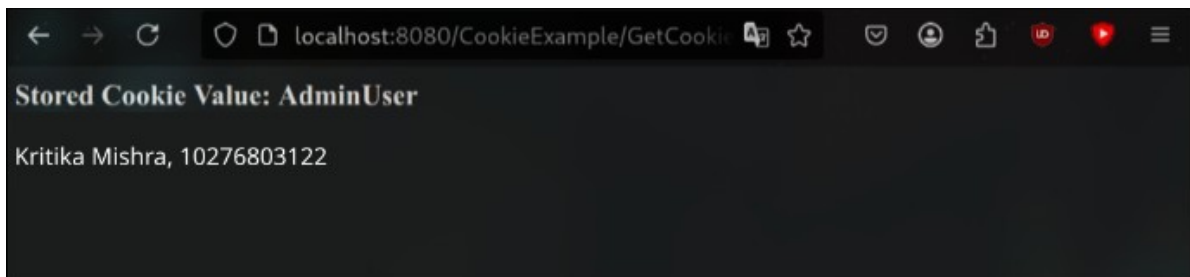 localhost:8080/CookieExample/GetCookie
Stored Cookie Value: AdminUser
Kritika Mishra, 10276803122